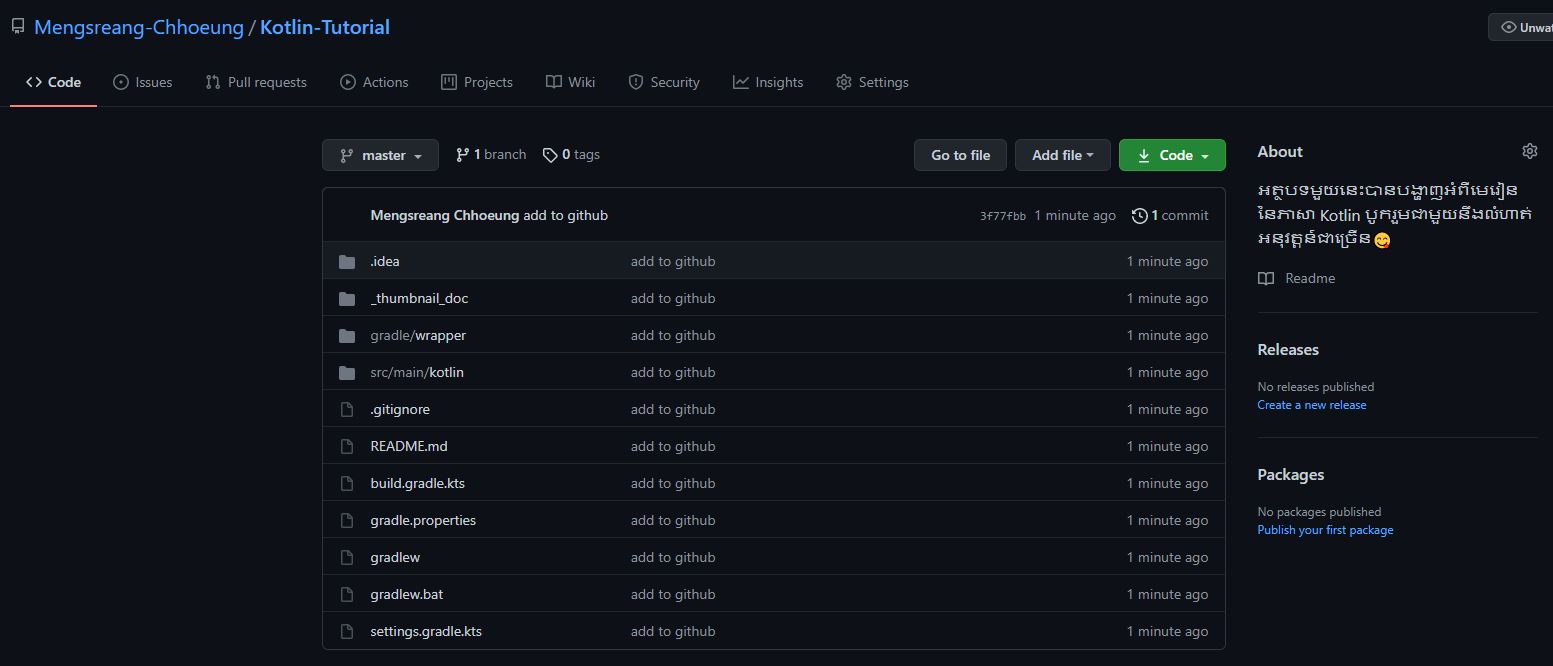 Mengsreang-Chhoeung / Kotlin-Tutorial
Code Issues Pull requests Actions Projects Wiki Security Insights Settings
master 1 branch 0 tags Go to file Add file Code
Mengsreang Chhoeung add to github 3f77fbb 1 minute ago 1 commit
.idea add to github 1 minute ago
_thumbnail_doc add to github 1 minute ago
gradle/wrapper add to github 1 minute ago
src/main/kotlin add to github 1 minute ago
.gitignore add to github 1 minute ago
README.md add to github 1 minute ago
build.gradle.kts add to github 1 minute ago
gradle.properties add to github 1 minute ago
gradlew add to github 1 minute ago
gradlew.bat add to github 1 minute ago
settings.gradle.kts add to github 1 minute ago
About
អត្ថបទមួយនេះបានបង្ហាញអំពីមេរៀន
នៃភាសា Kotlin បូករួមជាមួយនឹងលំហាត់
អនុវត្តន៍ជាច្រើន😋
Readme
Releases
No releases published
Create a new release
Packages
No packages published
Publish your first package